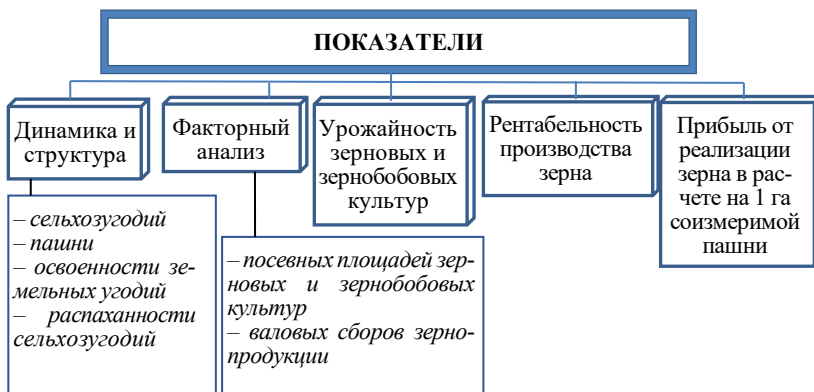 ПОКАЗАТЕЛИ
Динамика и
структура
Факторный
анализ
Урожайность
зерновых и
зернобобовых
культур
Рентабельность
производства
зерна
Прибыль от
реализации
зерна в рас-
чете на 1 га
соизмеримой
пашни
– сельхозугодий
– пашни
– освоенности зе-
мельных угодий
– распаханности
сельхозугодий
– посевных площадей зер-
новых и зернобобовых
культур
– валовых сборов зерно-
продукции